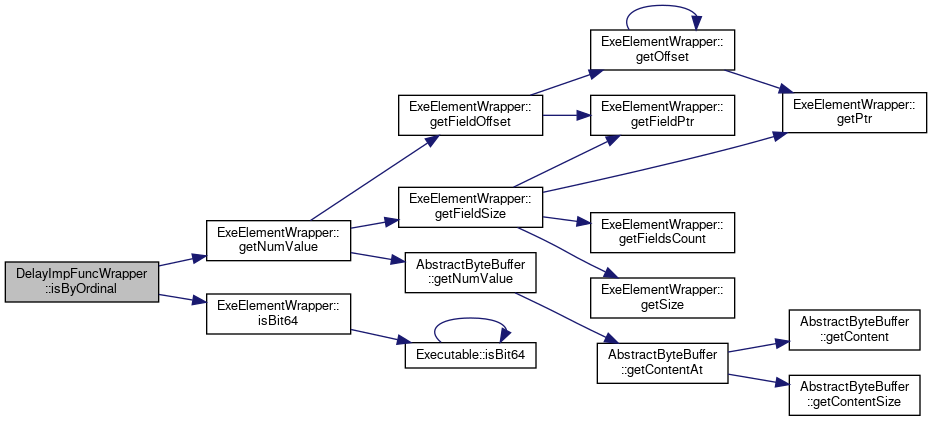 DelayImpFuncWrapper
::isByOrdinal
ExeElementWrapper::
getNumValue
ExeElementWrapper::
isBit64
ExeElementWrapper::
getFieldOffset
ExeElementWrapper::
getFieldSize
AbstractByteBuffer
::getNumValue
Executable::isBit64
ExeElementWrapper::
getOffset
ExeElementWrapper::
getFieldPtr
ExeElementWrapper::
getFieldsCount
ExeElementWrapper::
getSize
AbstractByteBuffer
::getContentAt
ExeElementWrapper::
getPtr
AbstractByteBuffer
::getContent
AbstractByteBuffer
::getContentSize